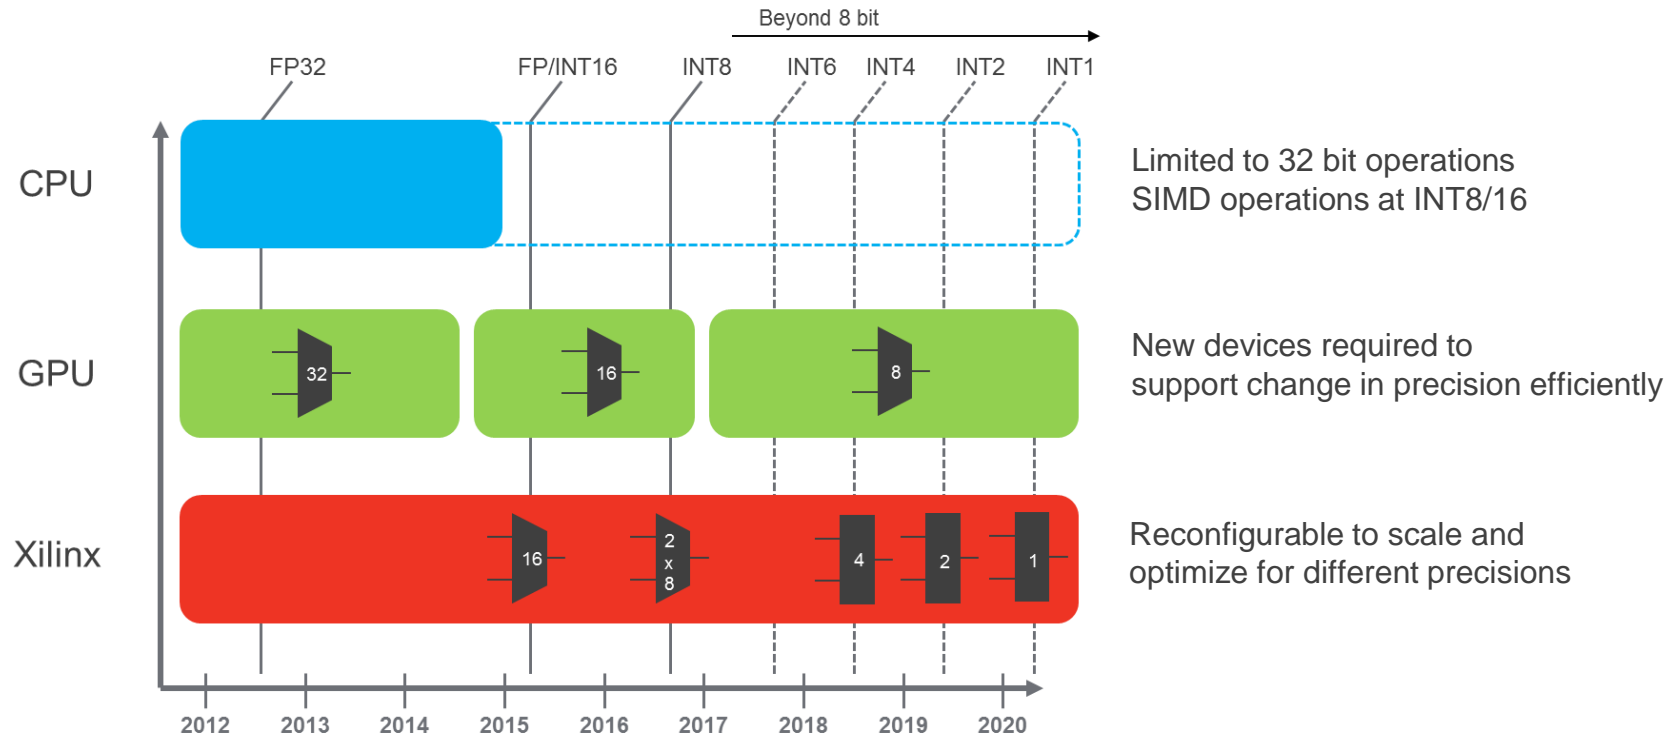 Beyond 8 bit
FP32 FP/INT16 INT8 INT6 INT4 INT2 INT1
CPU
Limited to 32 bit operations
SIMD operations at INT8/16
GPU
32
16
8
New devices required to
support change in precision efficiently
Xilinx
16
2
x
8
4
2
1
Reconfigurable to scale and
optimize for different precisions
2012 2013 2014 2015 2016 2017 2018 2019 2020